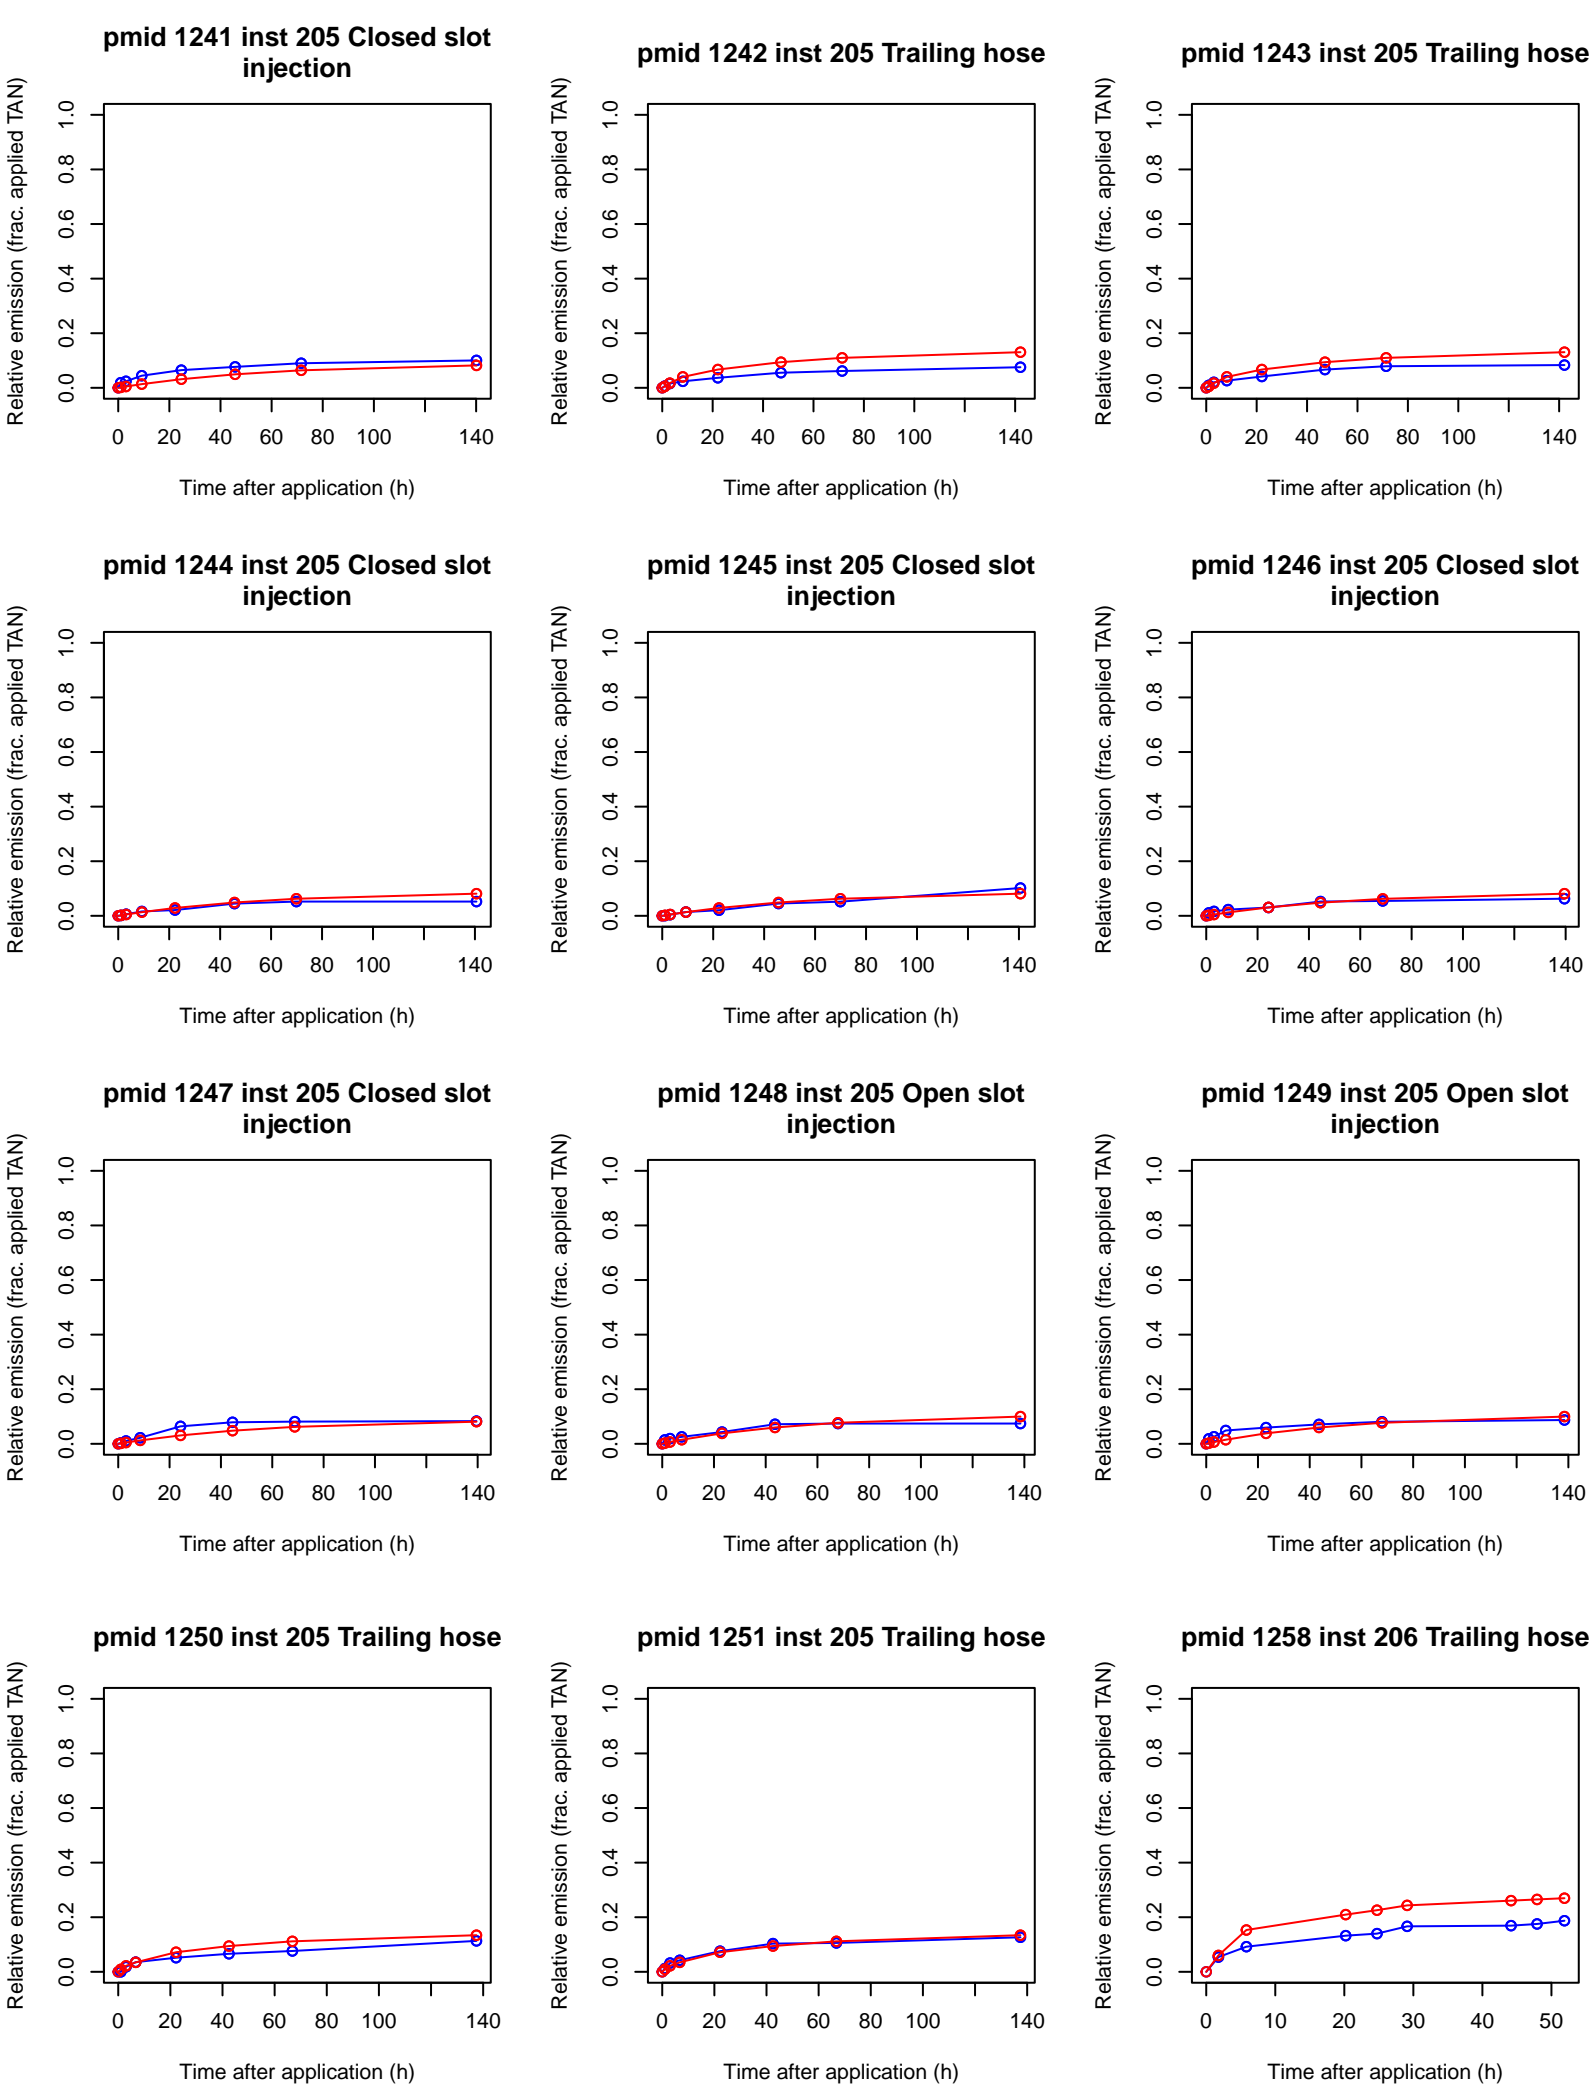 pmid 1241 inst 205 Closed slot
injection
Relative emission (frac. applied TAN)
1.0
0.8
0.6
0.4
0.2
0.0
0 20 40 60 80 100 140
Time after application (h)
pmid 1242 inst 205 Trailing hose
Relative emission (frac. applied TAN)
1.0
0.8
0.6
0.4
0.2
0.0
0 20 40 60 80 100 140
Time after application (h)
pmid 1243 inst 205 Trailing hose
Relative emission (frac. applied TAN)
1.0
0.8
0.6
0.4
0.2
0.0
0 20 40 60 80 100 140
Time after application (h)
pmid 1244 inst 205 Closed slot
injection
Relative emission (frac. applied TAN)
1.0
0.8
0.6
0.4
0.2
0.0
0 20 40 60 80 100 140
Time after application (h)
pmid 1245 inst 205 Closed slot
injection
Relative emission (frac. applied TAN)
1.0
0.8
0.6
0.4
0.2
0.0
0 20 40 60 80 100 140
Time after application (h)
pmid 1246 inst 205 Closed slot
injection
Relative emission (frac. applied TAN)
1.0
0.8
0.6
0.4
0.2
0.0
0 20 40 60 80 100 140
Time after application (h)
pmid 1247 inst 205 Closed slot
injection
Relative emission (frac. applied TAN)
1.0
0.8
0.6
0.4
0.2
0.0
0 20 40 60 80 100 140
Time after application (h)
pmid 1248 inst 205 Open slot
injection
Relative emission (frac. applied TAN)
1.0
0.8
0.6
0.4
0.2
0.0
0 20 40 60 80 100 140
Time after application (h)
pmid 1249 inst 205 Open slot
injection
Relative emission (frac. applied TAN)
1.0
0.8
0.6
0.4
0.2
0.0
0 20 40 60 80 100 140
Time after application (h)
pmid 1250 inst 205 Trailing hose
Relative emission (frac. applied TAN)
1.0
0.8
0.6
0.4
0.2
0.0
0 20 40 60 80 100 140
Time after application (h)
pmid 1251 inst 205 Trailing hose
Relative emission (frac. applied TAN)
1.0
0.8
0.6
0.4
0.2
0.0
0 20 40 60 80 100 140
Time after application (h)
pmid 1258 inst 206 Trailing hose
Relative emission (frac. applied TAN)
1.0
0.8
0.6
0.4
0.2
0.0
0 10 20 30 40 50
Time after application (h)